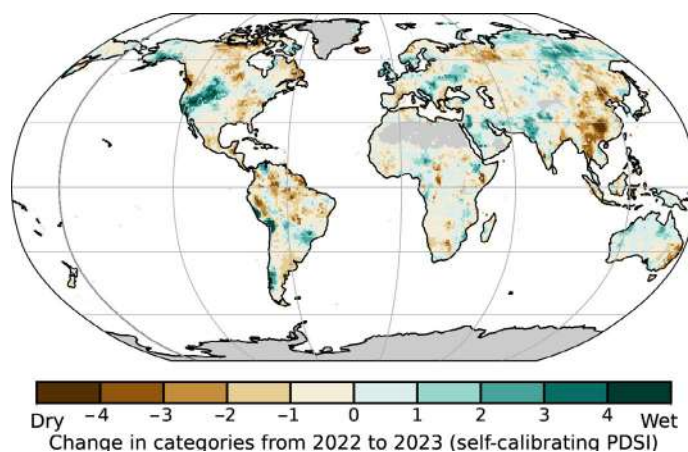 Dry −4 −3 −2 −1 0 1 2 3 4 Wet
Change in categories from 2022 to 2023 (self-calibrating PDSI)